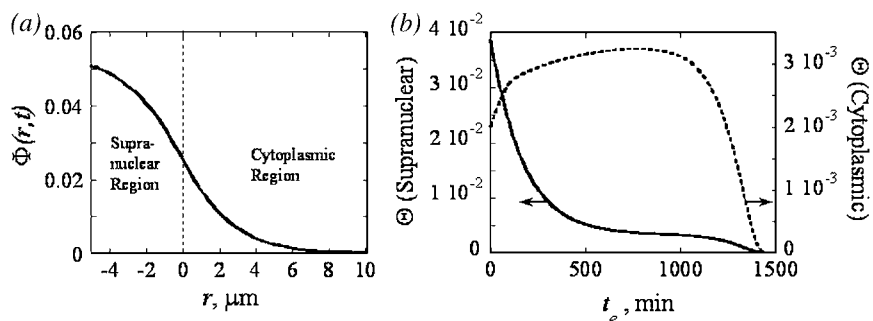 (a)
0.06
0.04
0.02
0
Φ(r,t)
Supra-
nuclear
Region
Cytoplasmic
Region
-4 -2 0 2 4 6 8 10
r, μm
(b)
4 10⁻²
3 10⁻²
2 10⁻²
1 10⁻²
0
Θ (Supranuclear)
3 10⁻³
2 10⁻³
1 10⁻³
0
Θ (Cytoplasmic)
0 500 1000 1500
tₑ, min